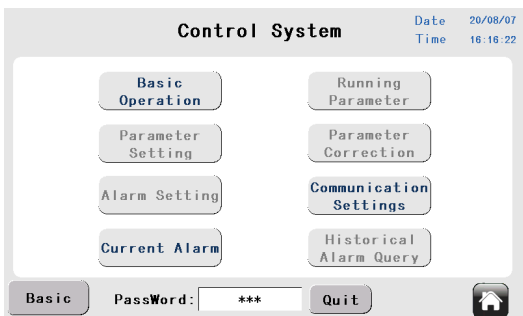 Control System
Date 20/08/07
Time 16:16:22
Basic
Operation
Running
Parameter
Parameter
Setting
Parameter
Correction
Alarm Setting
Communication
Settings
Current Alarm
Historical
Alarm Query
Basic
PassWord:
***
Quit